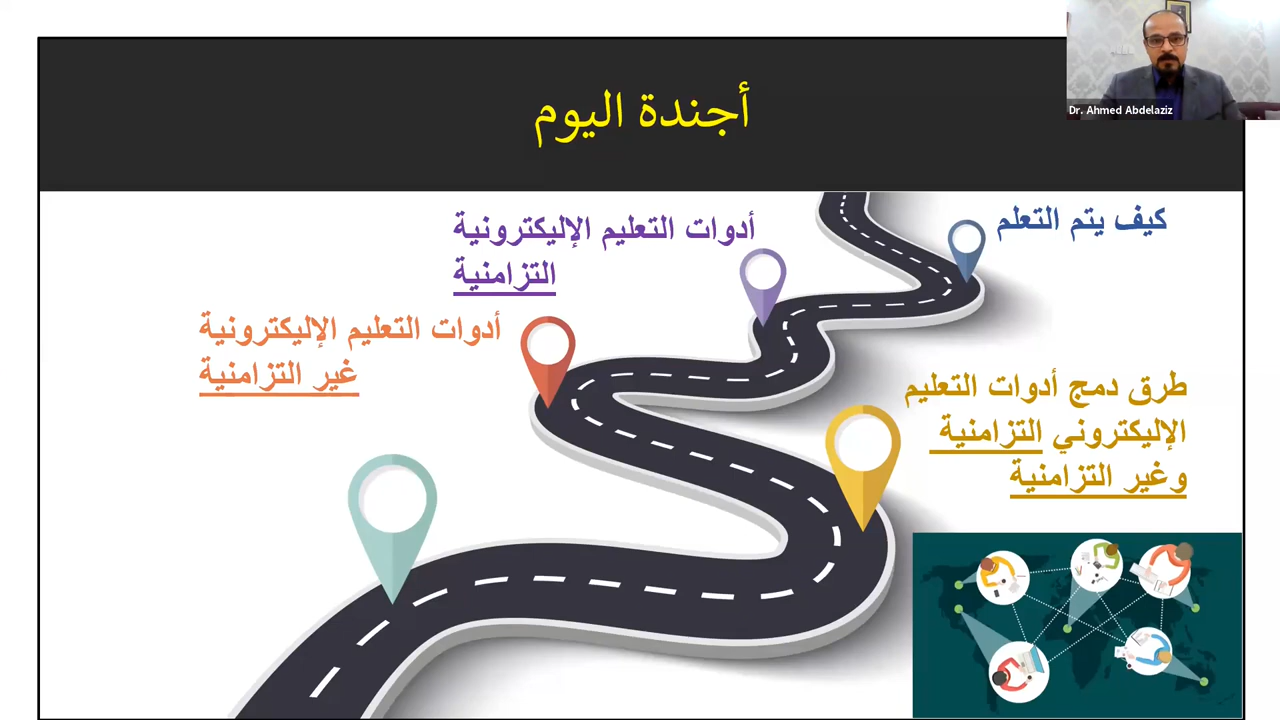 أجندة اليوم
Dr. Ahmed Abdelaziz
كيف يتم التعلم
أدوات التعليم الإليكترونية
التزامنية
أدوات التعليم الإليكترونية
غير التزامنية
طرق دمج أدوات التعليم
الإليكتروني التزامنية
وغير التزامنية